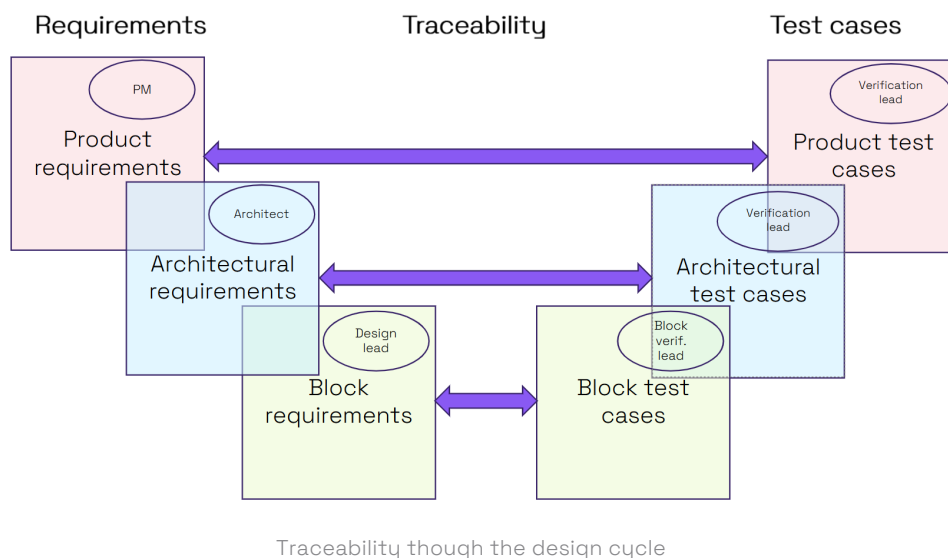 Requirements
Traceability
Test cases
PM
Product
requirements
Verification
lead
Product test
cases
Architect
Architectural
requirements
Verification
lead
Architectural
test cases
Design
lead
Block
requirements
Block
verif.
lead
Block test
cases
Traceability though the design cycle